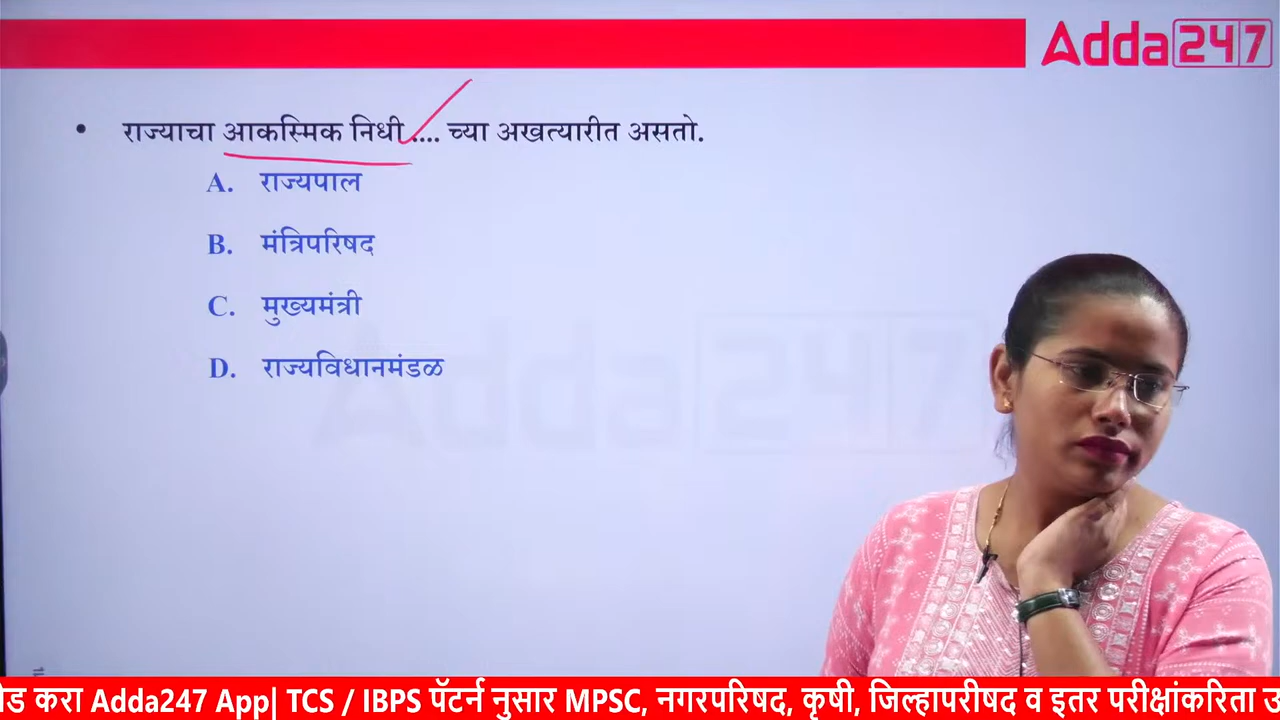 Adda247
• राज्याचा आकस्मिक निधी .... च्या अखत्यारीत असतो.
A. राज्यपाल
B. मंत्रिपरिषद
C. मुख्यमंत्री
D. राज्यविधानमंडळ
Adda247
करा Adda247 App| TCS / IBPS पॅटर्न नुसार MPSC, नगरपरिषद, कृषी, जिल्हापरीषद व इतर परीक्षांकरिता